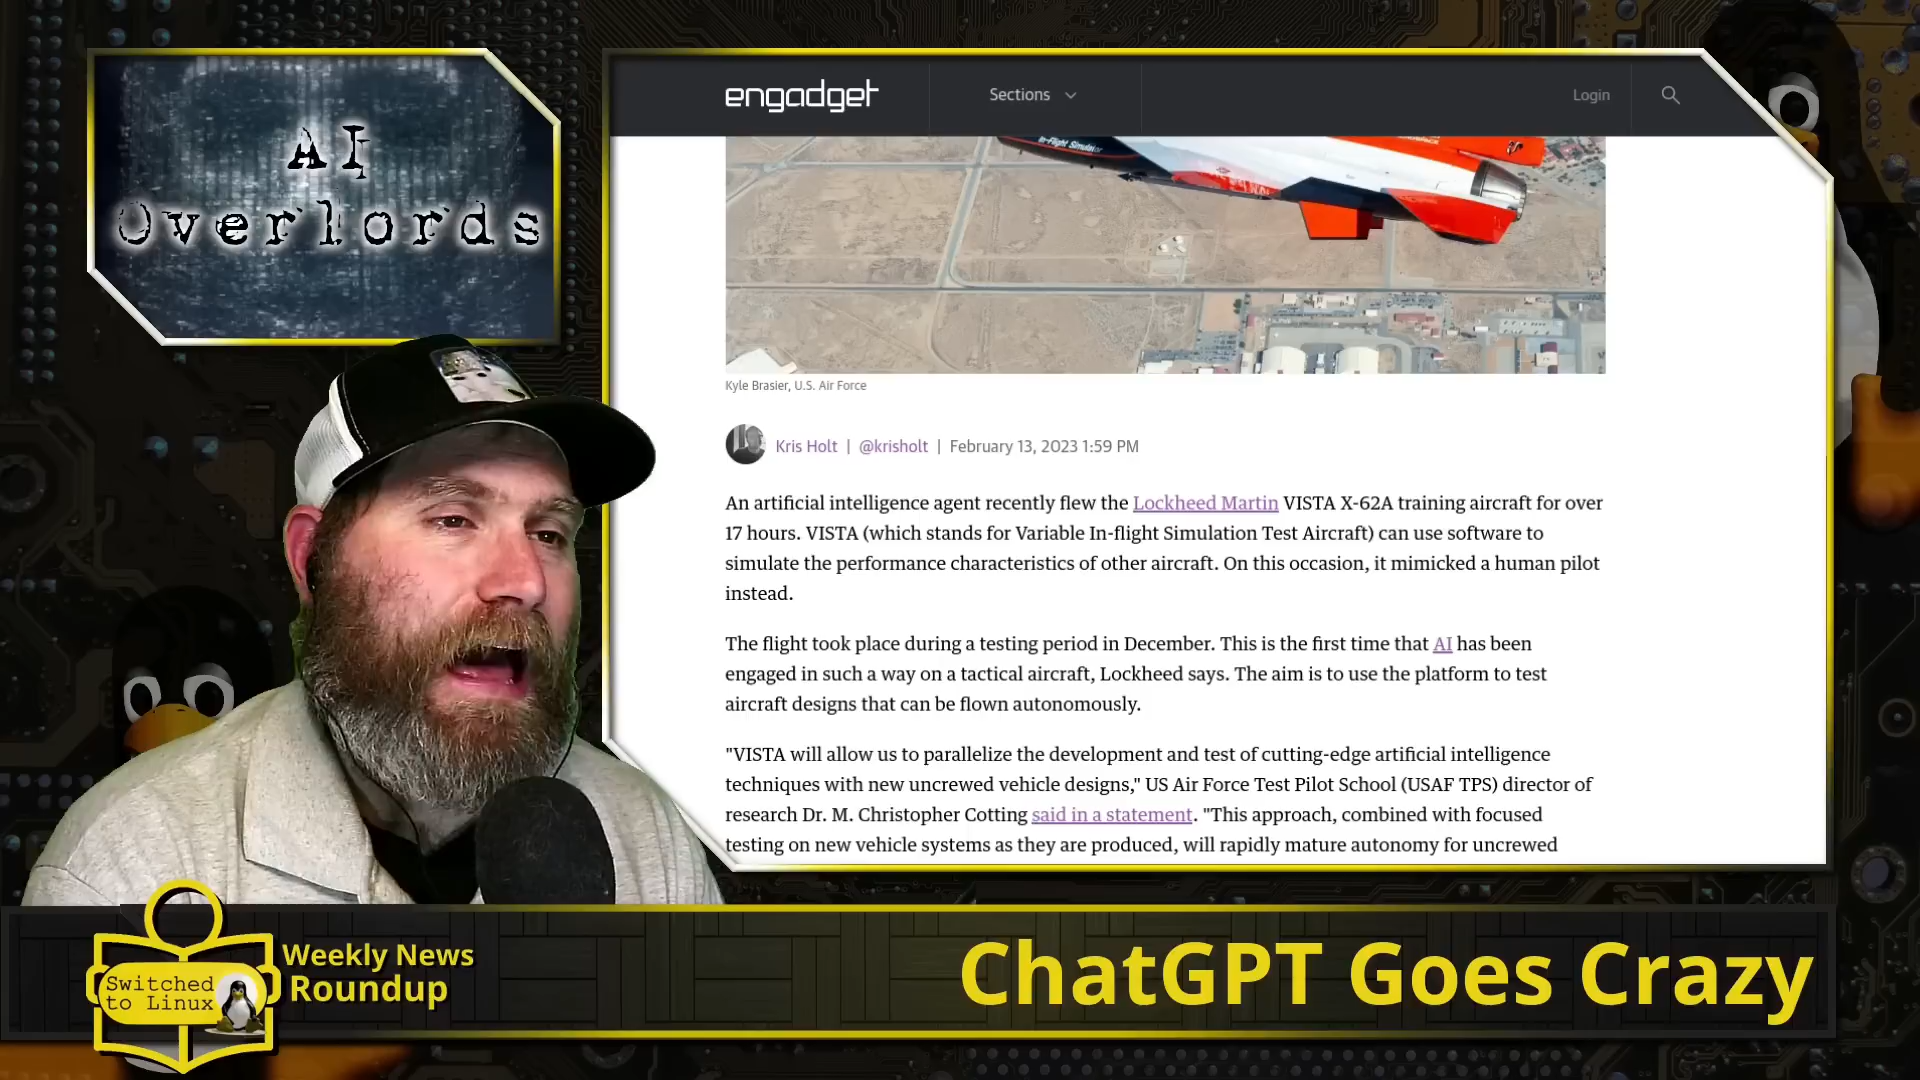 AI
Overlords
engadget
Sections
Login
In-Flight Simulator
Kyle Brasier, U.S. Air Force
Kris Holt | @krisholt | February 13, 2023 1:59 PM
An artificial intelligence agent recently flew the Lockheed Martin VISTA X-62A training aircraft for over
17 hours. VISTA (which stands for Variable In-flight Simulation Test Aircraft) can use software to
simulate the performance characteristics of other aircraft. On this occasion, it mimicked a human pilot
instead.
The flight took place during a testing period in December. This is the first time that AI has been
engaged in such a way on a tactical aircraft, Lockheed says. The aim is to use the platform to test
aircraft designs that can be flown autonomously.
"VISTA will allow us to parallelize the development and test of cutting-edge artificial intelligence
techniques with new uncrewed vehicle designs," US Air Force Test Pilot School (USAF TPS) director of
research Dr. M. Christopher Cotting said in a statement. "This approach, combined with focused
testing on new vehicle systems as they are produced, will rapidly mature autonomy for uncrewed
Switched
to Linux
Weekly News
Roundup
ChatGPT Goes Crazy